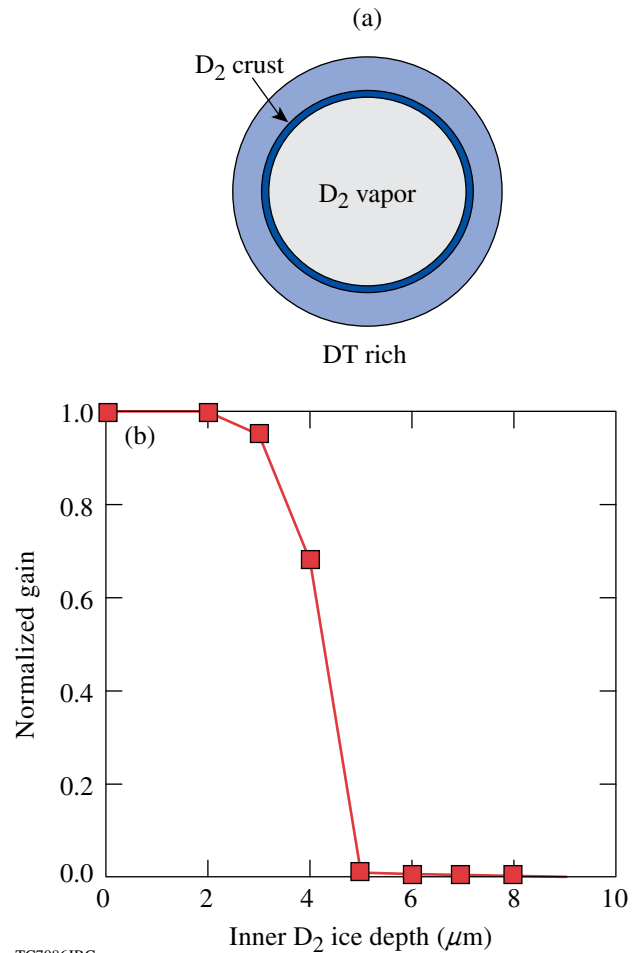 (a)
D₂ crust
D₂ vapor
DT rich
(b)
Normalized gain
1.0
0.8
0.6
0.4
0.2
0.0
0 2 4 6 8 10
Inner D₂ ice depth (μm)